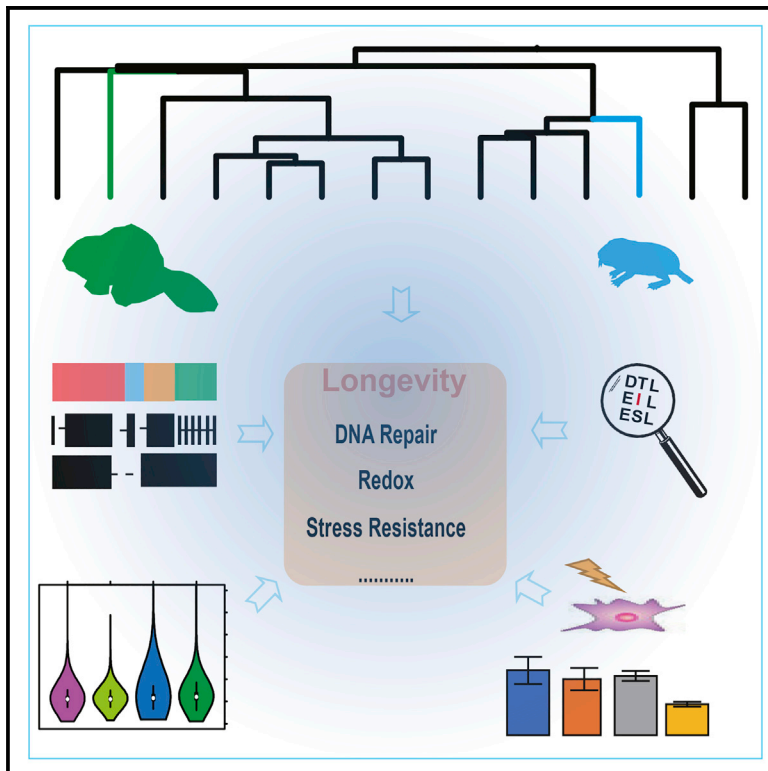 Longevity
DNA Repair
Redox
Stress Resistance
...........
DTL
EIL
ESL